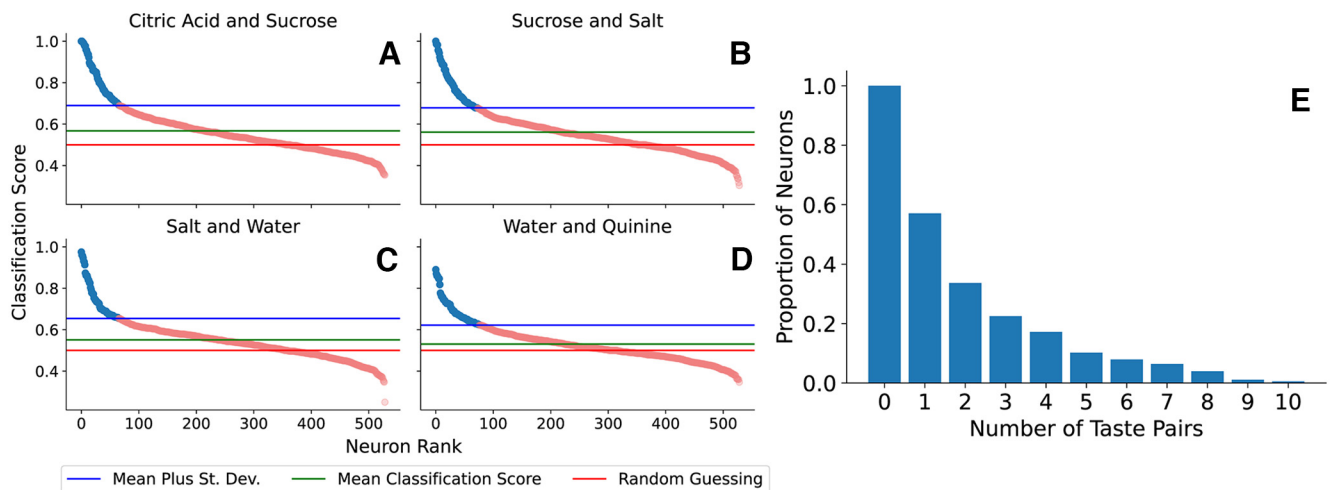 Citric Acid and Sucrose
A
Sucrose and Salt
B
Salt and Water
C
Water and Quinine
D
E
Classification Score
1.0
0.8
0.6
0.4
1.0
0.8
0.6
0.4
0 100 200 300 400 500
0 100 200 300 400 500
Neuron Rank
Mean Plus St. Dev.
Mean Classification Score
Random Guessing
Proportion of Neurons
1.0
0.8
0.6
0.4
0.2
0.0
0 1 2 3 4 5 6 7 8 9 10
Number of Taste Pairs